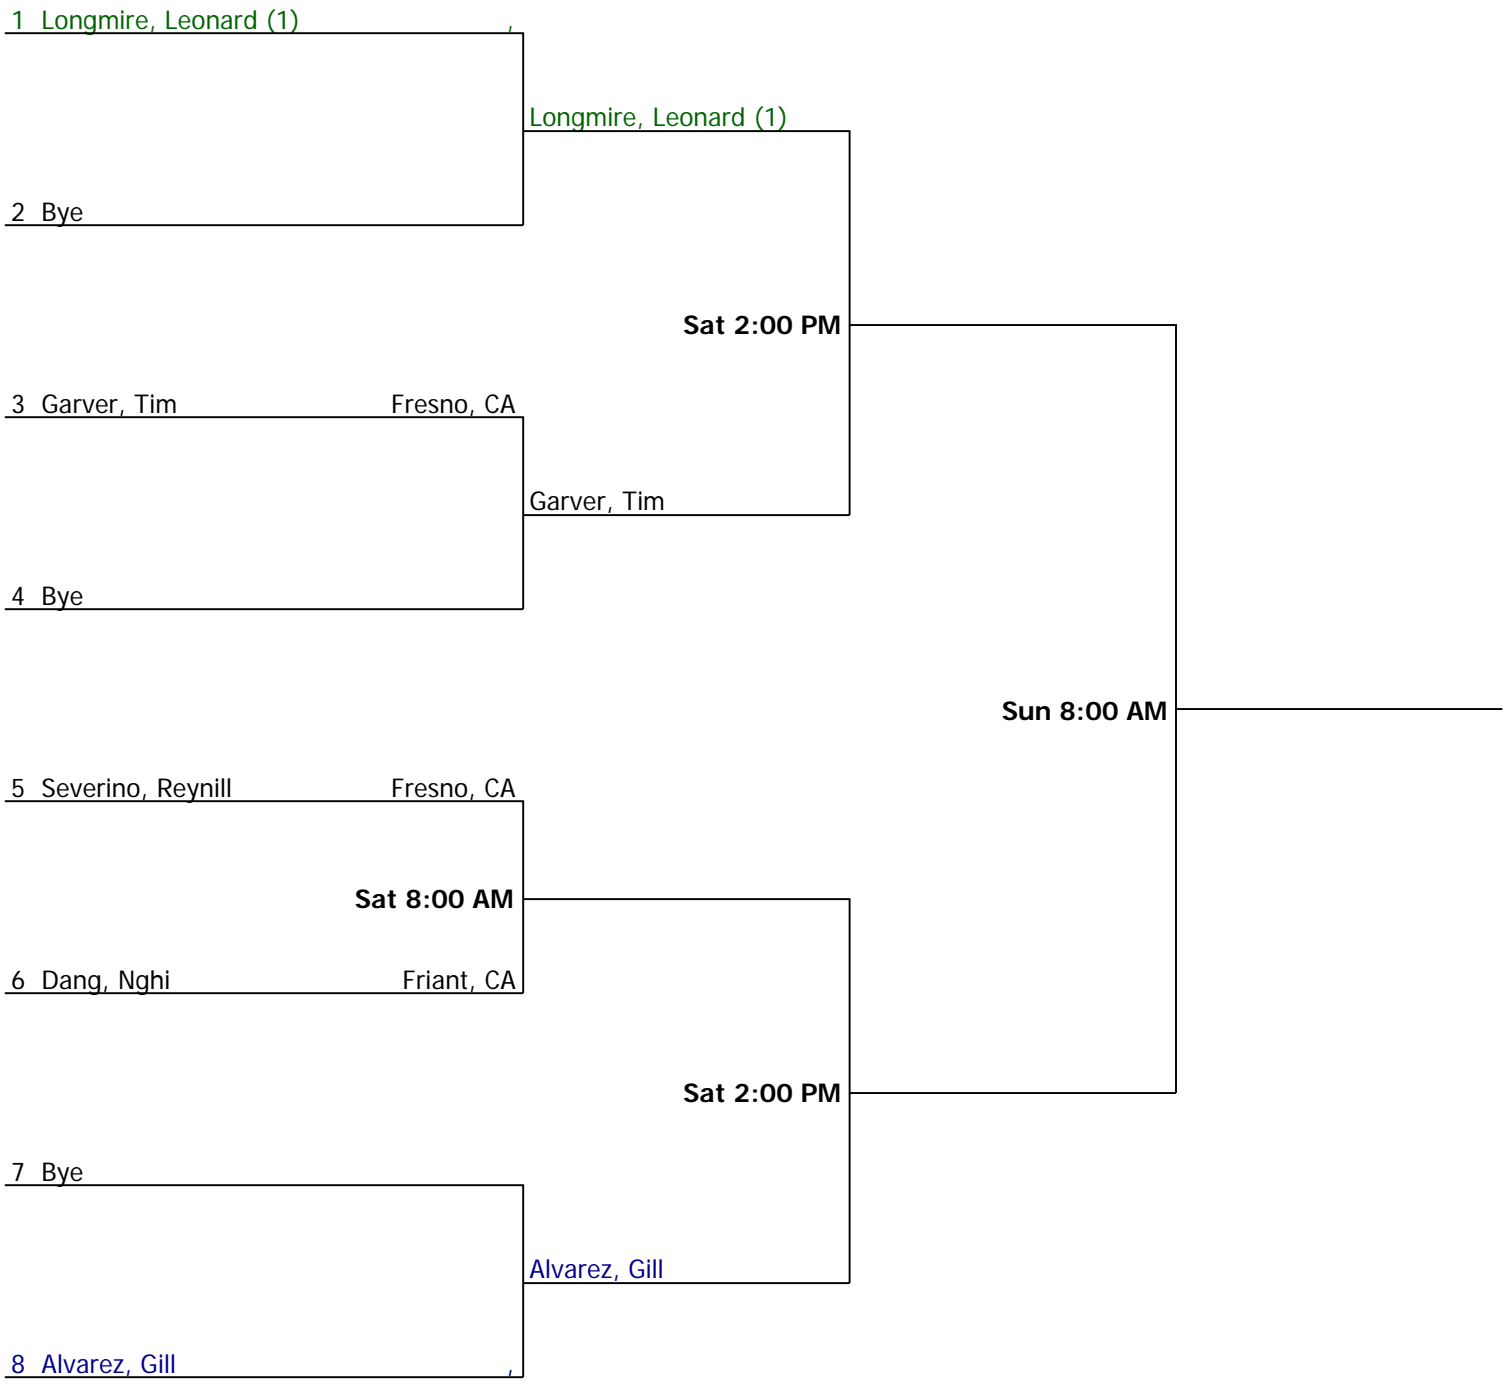 1 Longmire, Leonard (1) ,
Longmire, Leonard (1)
2 Bye
Sat 2:00 PM
3 Garver, Tim Fresno, CA
Garver, Tim
4 Bye
Sun 8:00 AM
5 Severino, Reynill Fresno, CA
Sat 8:00 AM
6 Dang, Nghi Friant, CA
Sat 2:00 PM
7 Bye
Alvarez, Gill
8 Alvarez, Gill ,